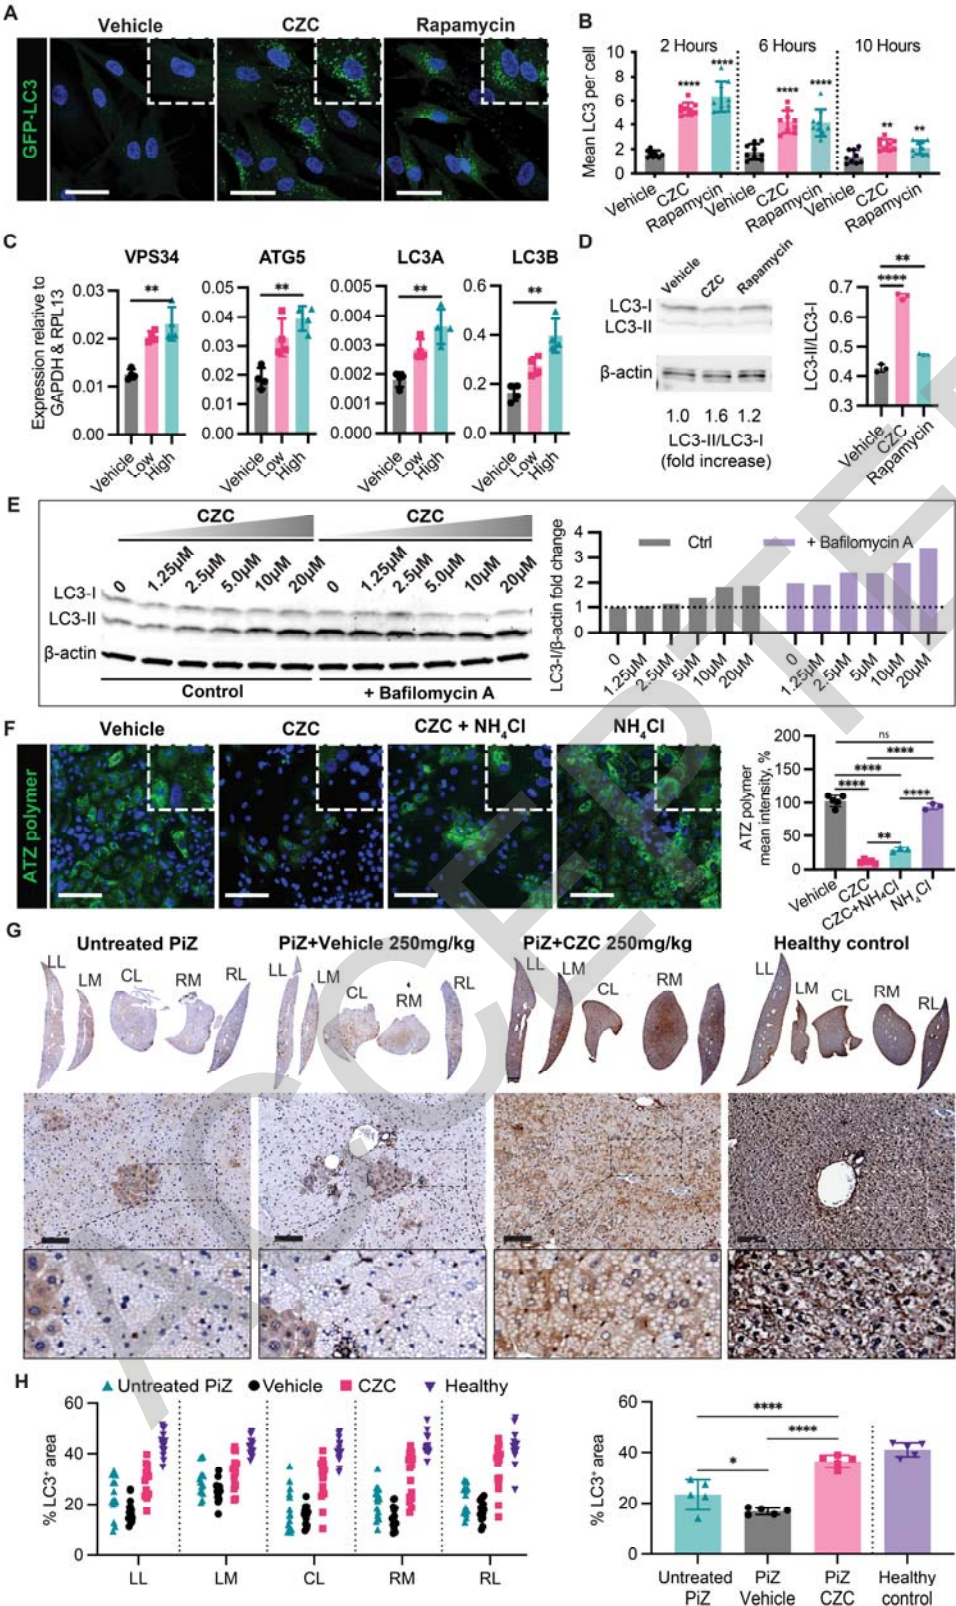 A
Vehicle
CZC
Rapamycin
GFP-LC3
B
2 Hours
6 Hours
10 Hours
Mean LC3 per cell
10
8
6
4
2
0
****
****
****
****
**
**
Vehicle
CZC
Rapamycin
Vehicle
CZC
Rapamycin
Vehicle
CZC
Rapamycin
C
VPS34
ATG5
LC3A
LC3B
Expression relative to
GAPDH & RPL13
0.03
0.02
0.01
0.00
**
Vehicle
Low
High
0.05
0.04
0.03
0.02
0.01
0.00
**
Vehicle
Low
High
0.005
0.004
0.003
0.002
0.001
0.000
**
Vehicle
Low
High
0.6
0.4
0.2
0.0
**
Vehicle
Low
High
D
Vehicle
CZC
Rapamycin
LC3-I
LC3-II
β-actin
1.0 1.6 1.2
LC3-II/LC3-I
(fold increase)
LC3-II/LC3-I
0.7
0.6
0.5
0.4
0.3
**
****
Vehicle
CZC
Rapamycin
E
CZC
CZC
0
1.25µM
2.5µM
5.0µM
10µM
20µM
0
1.25µM
2.5µM
5.0µM
10µM
20µM
LC3-I
LC3-II
β-actin
Control
+ Bafilomycin A
LC3-I/β-actin fold change
4
3
2
1
0
Ctrl
+ Bafilomycin A
0
1.25µM
2.5µM
5µM
10µM
20µM
0
1.25µM
2.5µM
5µM
10µM
20µM
F
Vehicle
CZC
CZC + NH4Cl
NH4Cl
ATZ polymer
ATZ polymer
mean intensity, %
200
150
100
50
0
ns
****
****
****
****
**
Vehicle
CZC
CZC+NH4Cl
NH4Cl
G
Untreated PiZ
PiZ+Vehicle 250mg/kg
PiZ+CZC 250mg/kg
Healthy control
LL
LM
CL
RM
RL
LL
LM
CL
RM
RL
LL
LM
CL
RM
RL
LL
LM
CL
RM
RL
H
Untreated PiZ
Vehicle
CZC
Healthy
% LC3+ area
60
40
20
0
LL
LM
CL
RM
RL
% LC3+ area
60
40
20
0
****
****
*
Untreated
PiZ
PiZ
Vehicle
PiZ
CZC
Healthy
control